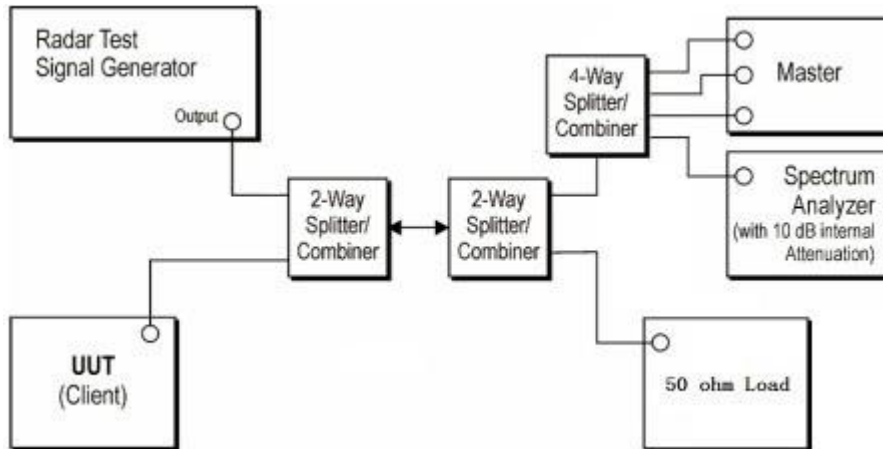 Radar Test
Signal Generator
Output
4-Way
Splitter/
Combiner
Master
2-Way
Splitter/
Combiner
2-Way
Splitter/
Combiner
Spectrum
Analyzer
(with 10 dB internal
Attenuation)
UUT
(Client)
50 ohm Load